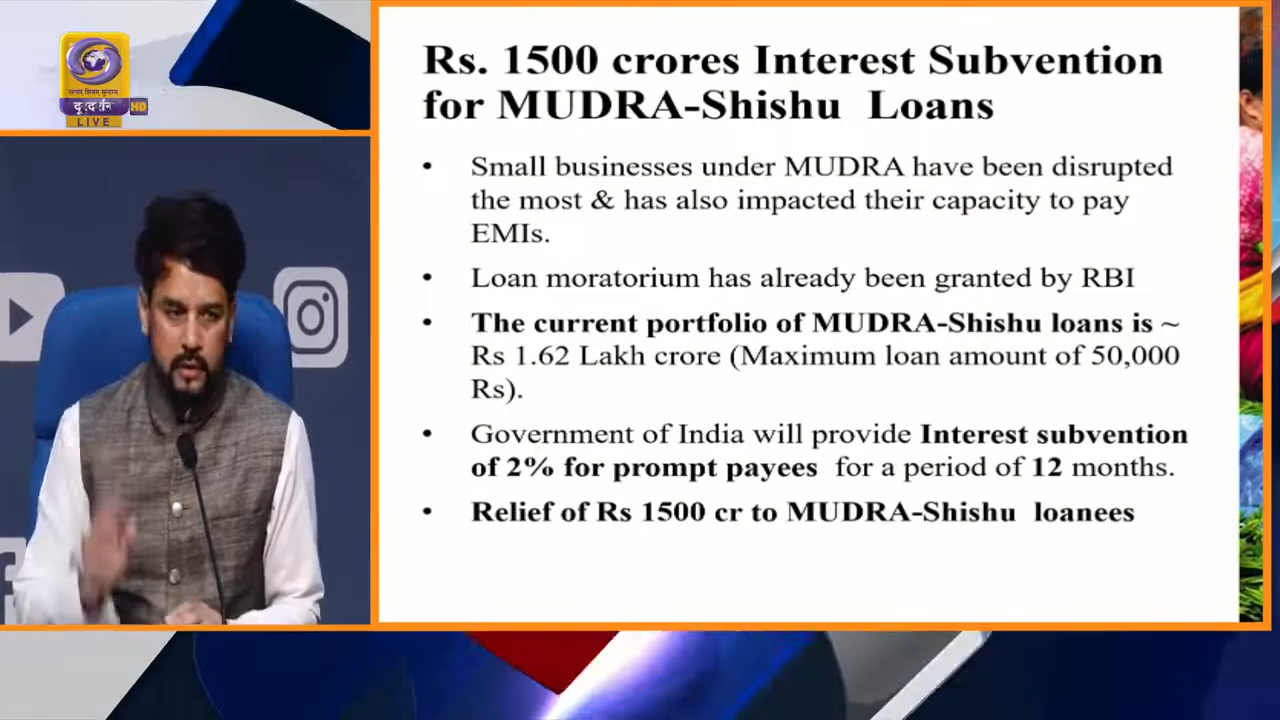 सत्यम् शिवम् सुन्दरम्
दूरदर्शन HD
LIVE
Rs. 1500 crores Interest Subvention
for MUDRA-Shishu Loans
• Small businesses under MUDRA have been disrupted
the most & has also impacted their capacity to pay
EMIs.
• Loan moratorium has already been granted by RBI
• The current portfolio of MUDRA-Shishu loans is ~
Rs 1.62 Lakh crore (Maximum loan amount of 50,000
Rs).
• Government of India will provide Interest subvention
of 2% for prompt payees for a period of 12 months.
• Relief of Rs 1500 cr to MUDRA-Shishu loanees